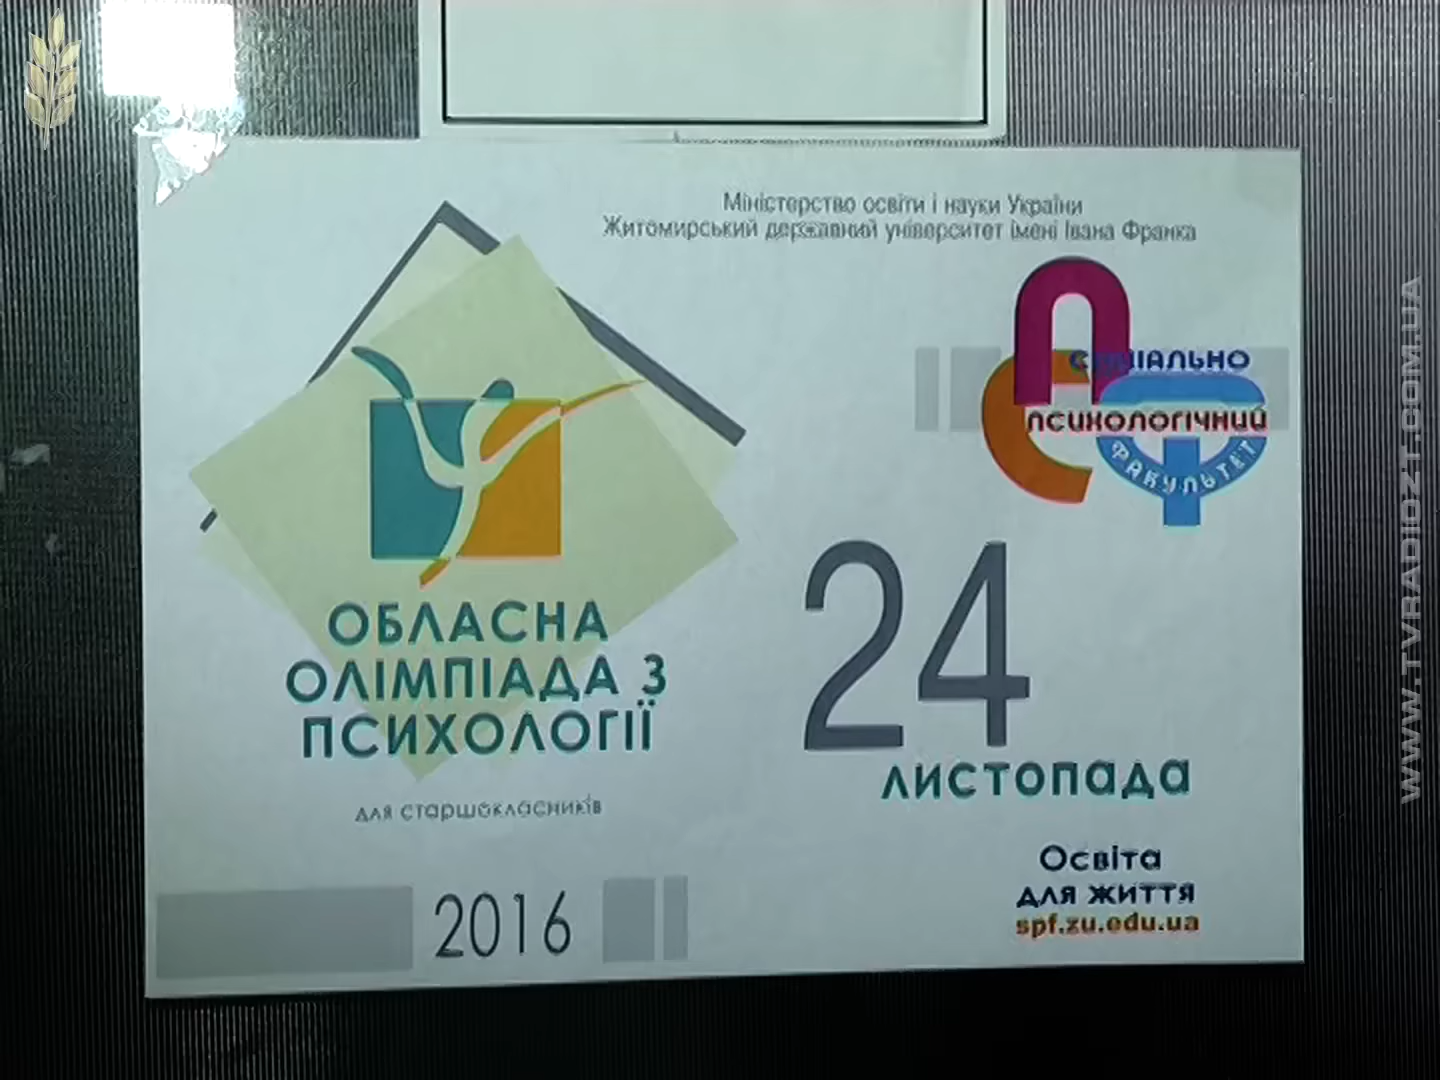 Міністерство освіти і науки України
Житомирський державний університет імені Івана Франка
СОЦІАЛЬНО
ПСИХОЛОГІЧНИЙ
ФАКУЛЬТЕТ
ОБЛАСНА
ОЛІМПІАДА З
ПСИХОЛОГІЇ
для старшокласників
2016
24
листопада
Освіта
для життя
spf.zu.edu.ua
WWW.TVRADIOZT.COM.UA